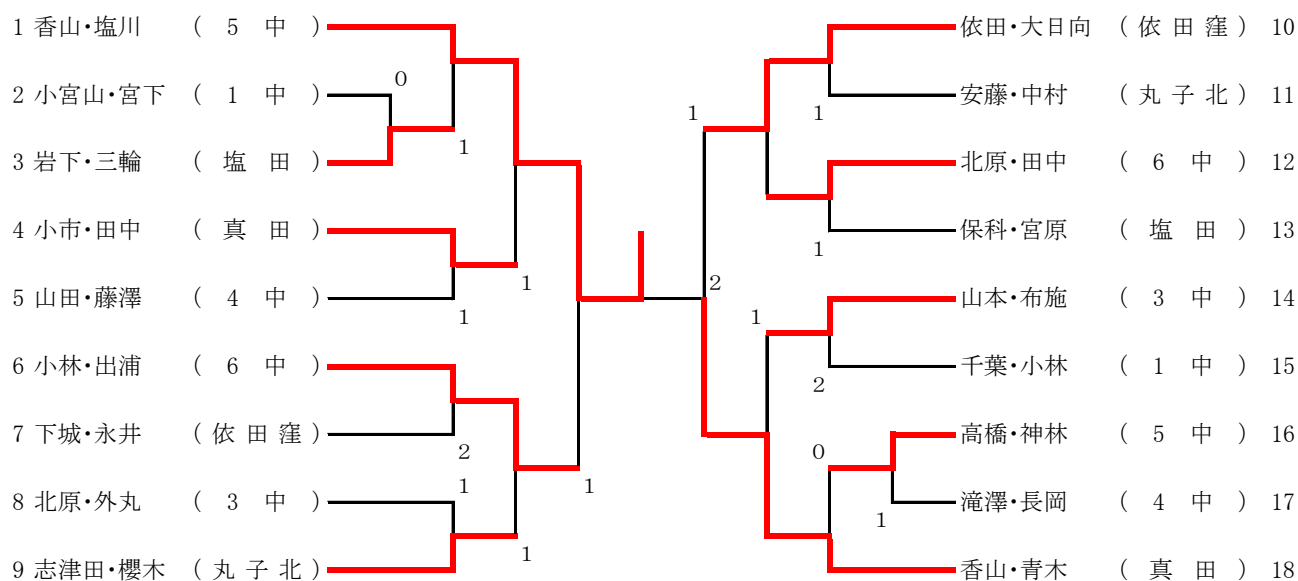 1 香山・塩川 ( 5 中 )
2 小宮山・宮下 ( 1 中 )
3 岩下・三輪 ( 塩 田 )
4 小市・田中 ( 真 田 )
5 山田・藤澤 ( 4 中 )
6 小林・出浦 ( 6 中 )
7 下城・永井 ( 依 田 窪 )
8 北原・外丸 ( 3 中 )
9 志津田・櫻木 ( 丸 子 北 )
0
1
1
1
2
1
1
1
2
1
1
1
1
2
0
1
依田・大日向 ( 依 田 窪 ) 10
安藤・中村 ( 丸 子 北 ) 11
北原・田中 ( 6 中 ) 12
保科・宮原 ( 塩 田 ) 13
山本・布施 ( 3 中 ) 14
千葉・小林 ( 1 中 ) 15
高橋・神林 ( 5 中 ) 16
滝澤・長岡 ( 4 中 ) 17
香山・青木 ( 真 田 ) 18